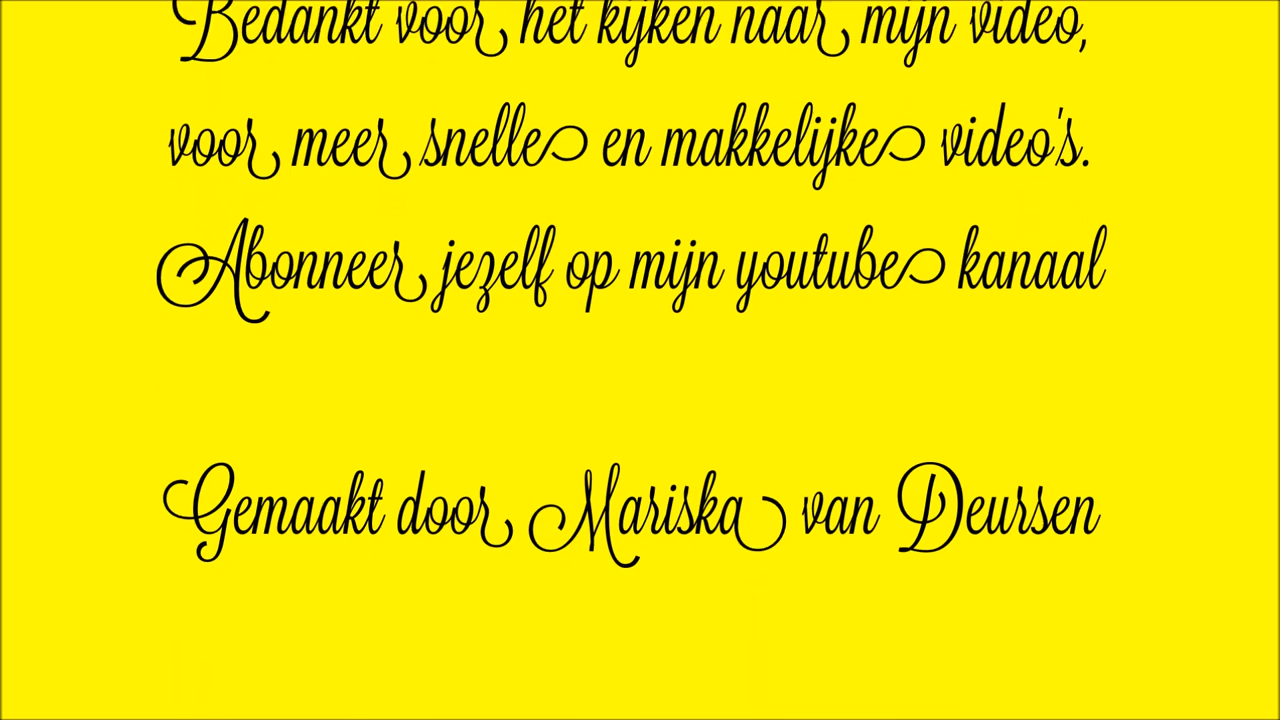 Bedankt voor het kijken naar mijn video,
voor meer snelle en makkelijke video's.
Abonneer jezelf op mijn youtube kanaal
Gemaakt door Mariska van Deursen